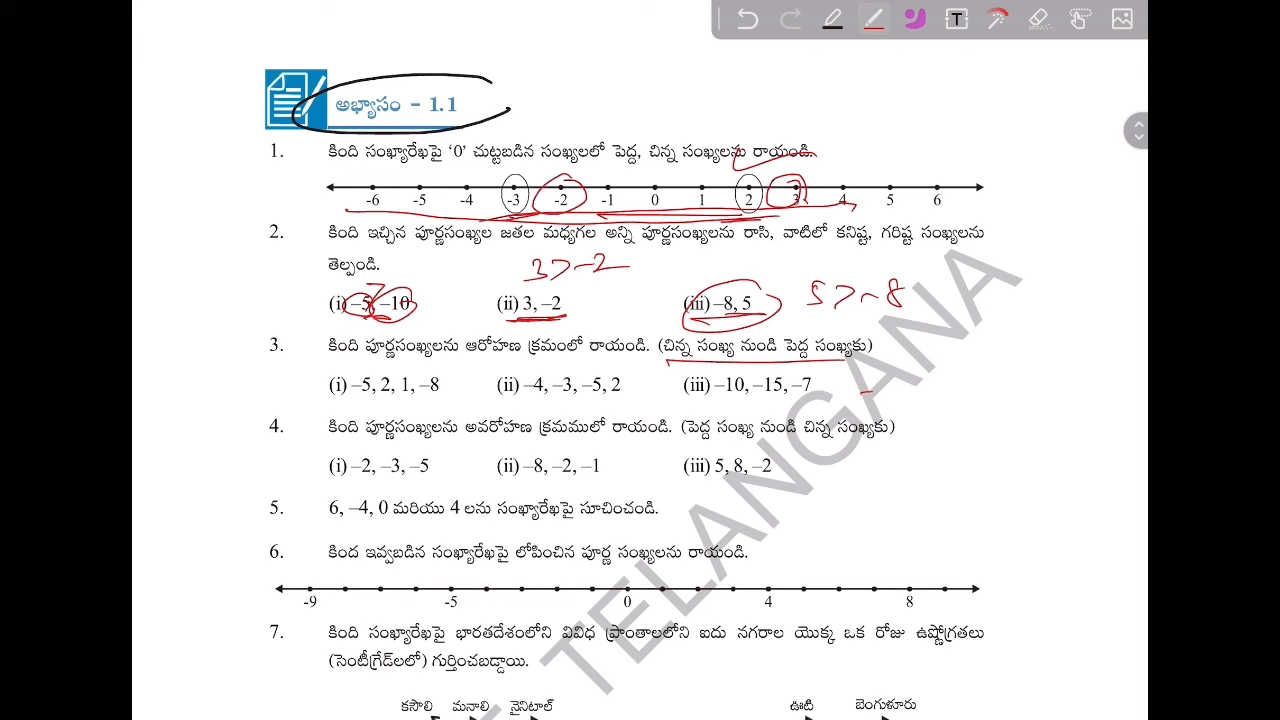 అభ్యాసం - 1.1
1. కింది సంఖ్యారేఖపై ‘0’ చుట్టబడిన సంఖ్యలలో పెద్ద, చిన్న సంఖ్యలను రాయండి.
-6 -5 -4 -3 -2 -1 0 1 2 3 4 5 6
2. కింది ఇచ్చిన పూర్ణసంఖ్యల జతల మధ్యగల అన్ని పూర్ణసంఖ్యలను రాసి, వాటిలో కనిష్ట, గరిష్ట సంఖ్యలను
తెల్పండి.
3 > -2
(i) –5, –10 (ii) 3, –2 (iii) –8, 5 5 > -8
3. కింది పూర్ణసంఖ్యలను ఆరోహణ క్రమంలో రాయండి. (చిన్న సంఖ్య నుండి పెద్ద సంఖ్యకు)
(i) –5, 2, 1, –8 (ii) –4, –3, –5, 2 (iii) –10, –15, –7
4. కింది పూర్ణసంఖ్యలను అవరోహణ క్రమములో రాయండి. (పెద్ద సంఖ్య నుండి చిన్న సంఖ్యకు)
(i) –2, –3, –5 (ii) –8, –2, –1 (iii) 5, 8, –2
5. 6, –4, 0 మరియు 4 లను సంఖ్యారేఖపై సూచించండి.
6. కింద ఇవ్వబడిన సంఖ్యారేఖపై లోపించిన పూర్ణ సంఖ్యలను రాయండి.
-9 -5 0 4 8
7. కింది సంఖ్యారేఖపై భారతదేశంలోని వివిధ ప్రాంతాలలోని ఐదు నగరాల యొక్క ఒక రోజు ఉష్ణోగ్రతలు
(సెంటీగ్రేడ్‌లలో) గుర్తించబడ్డాయి.
కసౌలి మనాలి నైనిటాల్ ఊటీ బెంగుళూరు
TELANGANA